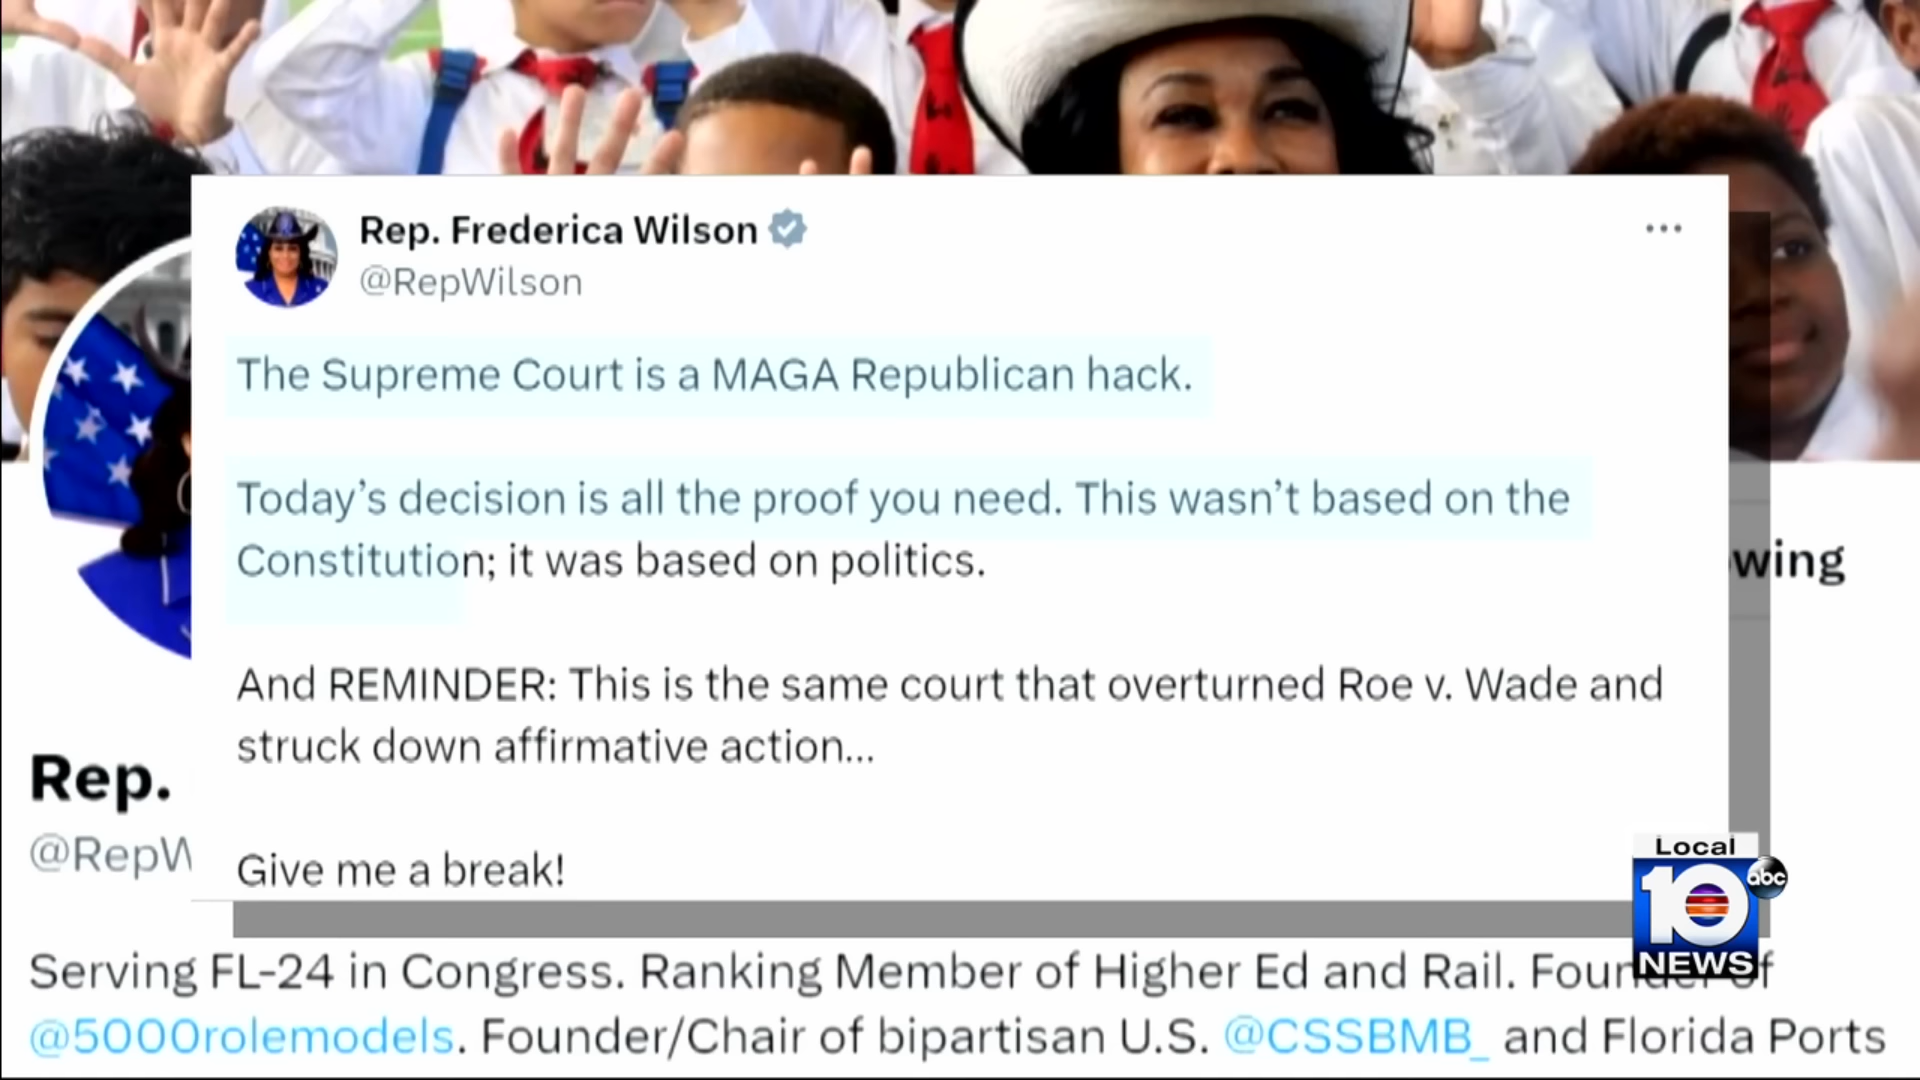 Rep. Frederica Wilson
@RepWilson
The Supreme Court is a MAGA Republican hack.
Today's decision is all the proof you need. This wasn't based on the
Constitution; it was based on politics.
And REMINDER: This is the same court that overturned Roe v. Wade and
struck down affirmative action...
Give me a break!
wing
Rep.
@RepW
Serving FL-24 in Congress. Ranking Member of Higher Ed and Rail. Founder of
@5000rolemodels. Founder/Chair of bipartisan U.S. @CSSBMB_ and Florida Ports
Local
10
abc
NEWS